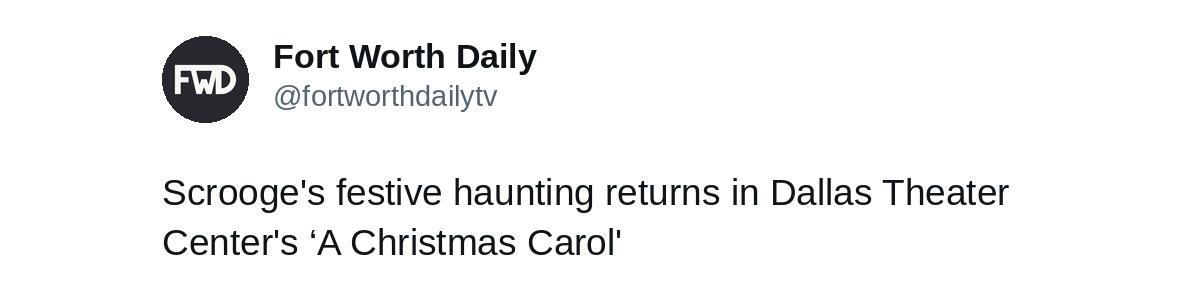 FWD
Fort Worth Daily
@fortworthdailytv
Scrooge's festive haunting returns in Dallas Theater
Center's ‘A Christmas Carol'